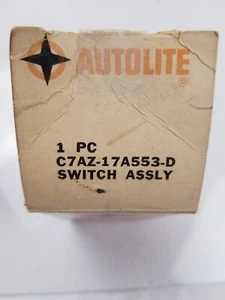 AUTOLITE ®
1 PC
C7AZ-17A553-D
SWITCH ASSLY